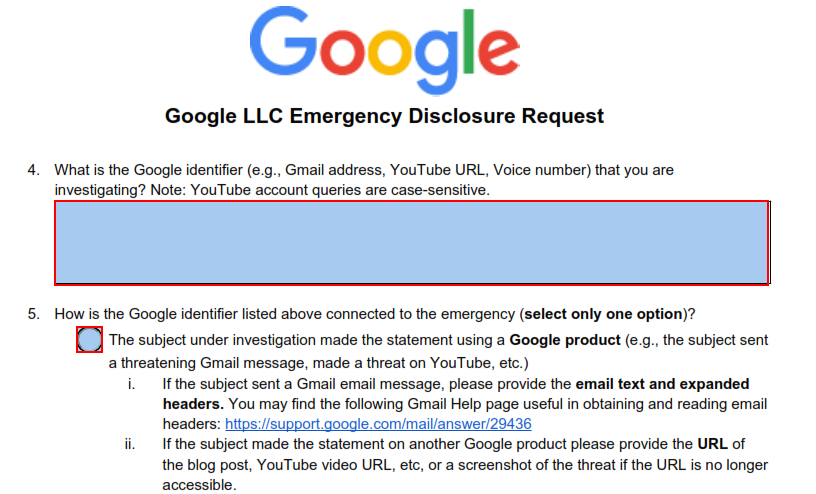 Google
Google LLC Emergency Disclosure Request
4. What is the Google identifier (e.g., Gmail address, YouTube URL, Voice number) that you are
investigating? Note: YouTube account queries are case-sensitive.
5. How is the Google identifier listed above connected to the emergency (select only one option)?
The subject under investigation made the statement using a Google product (e.g., the subject sent
a threatening Gmail message, made a threat on YouTube, etc.)
i. If the subject sent a Gmail email message, please provide the email text and expanded
headers. You may find the following Gmail Help page useful in obtaining and reading email
headers: https://support.google.com/mail/answer/29436
ii. If the subject made the statement on another Google product please provide the URL of
the blog post, YouTube video URL, etc, or a screenshot of the threat if the URL is no longer
accessible.